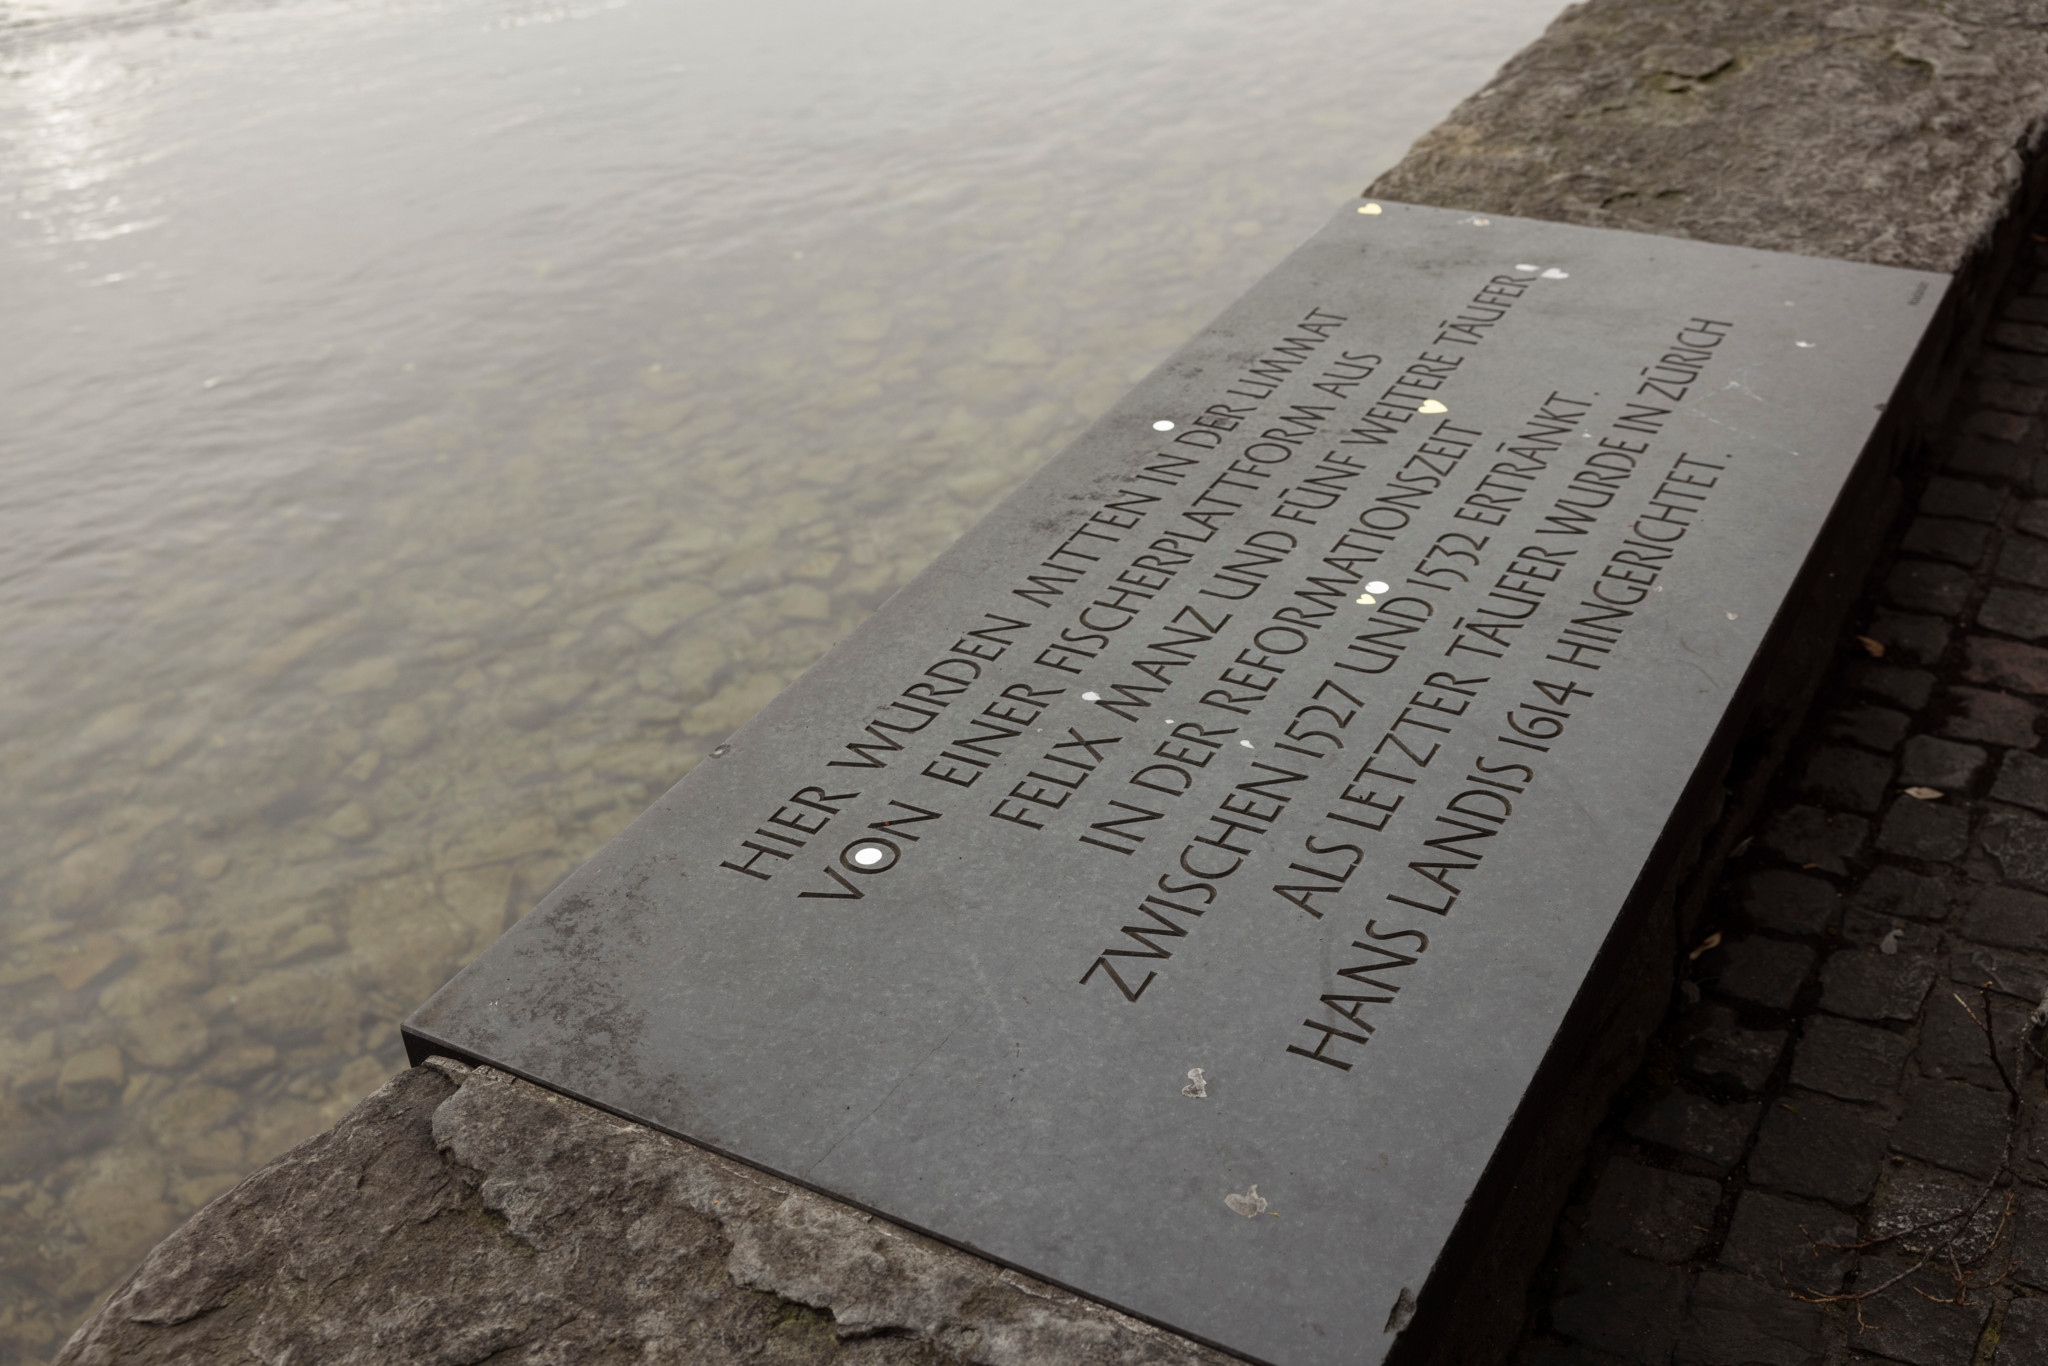 HIER WURDEN MITTEN IN DER LIMMAT
VON EINER FISCHERPLATTFORM AUS
FELIX MANZ UND FÜNF WEITERE TÄUFER
IN DER REFORMATIONSZEIT
ZWISCHEN 1527 UND 1532 ERTRÄNKT.
ALS LETZTER TÄUFER WURDE IN ZÜRICH
HANS LANDIS 1614 HINGERICHTET.